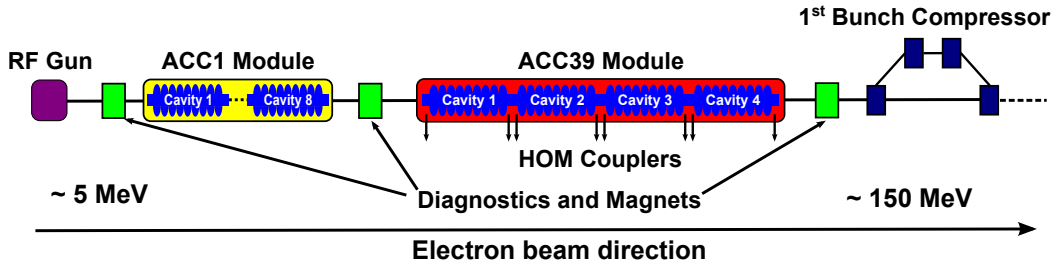 1st Bunch Compressor
RF Gun
ACC1 Module
ACC39 Module
Cavity 1
Cavity 8
Cavity 1
Cavity 2
Cavity 3
Cavity 4
HOM Couplers
~ 5 MeV
Diagnostics and Magnets
~ 150 MeV
Electron beam direction